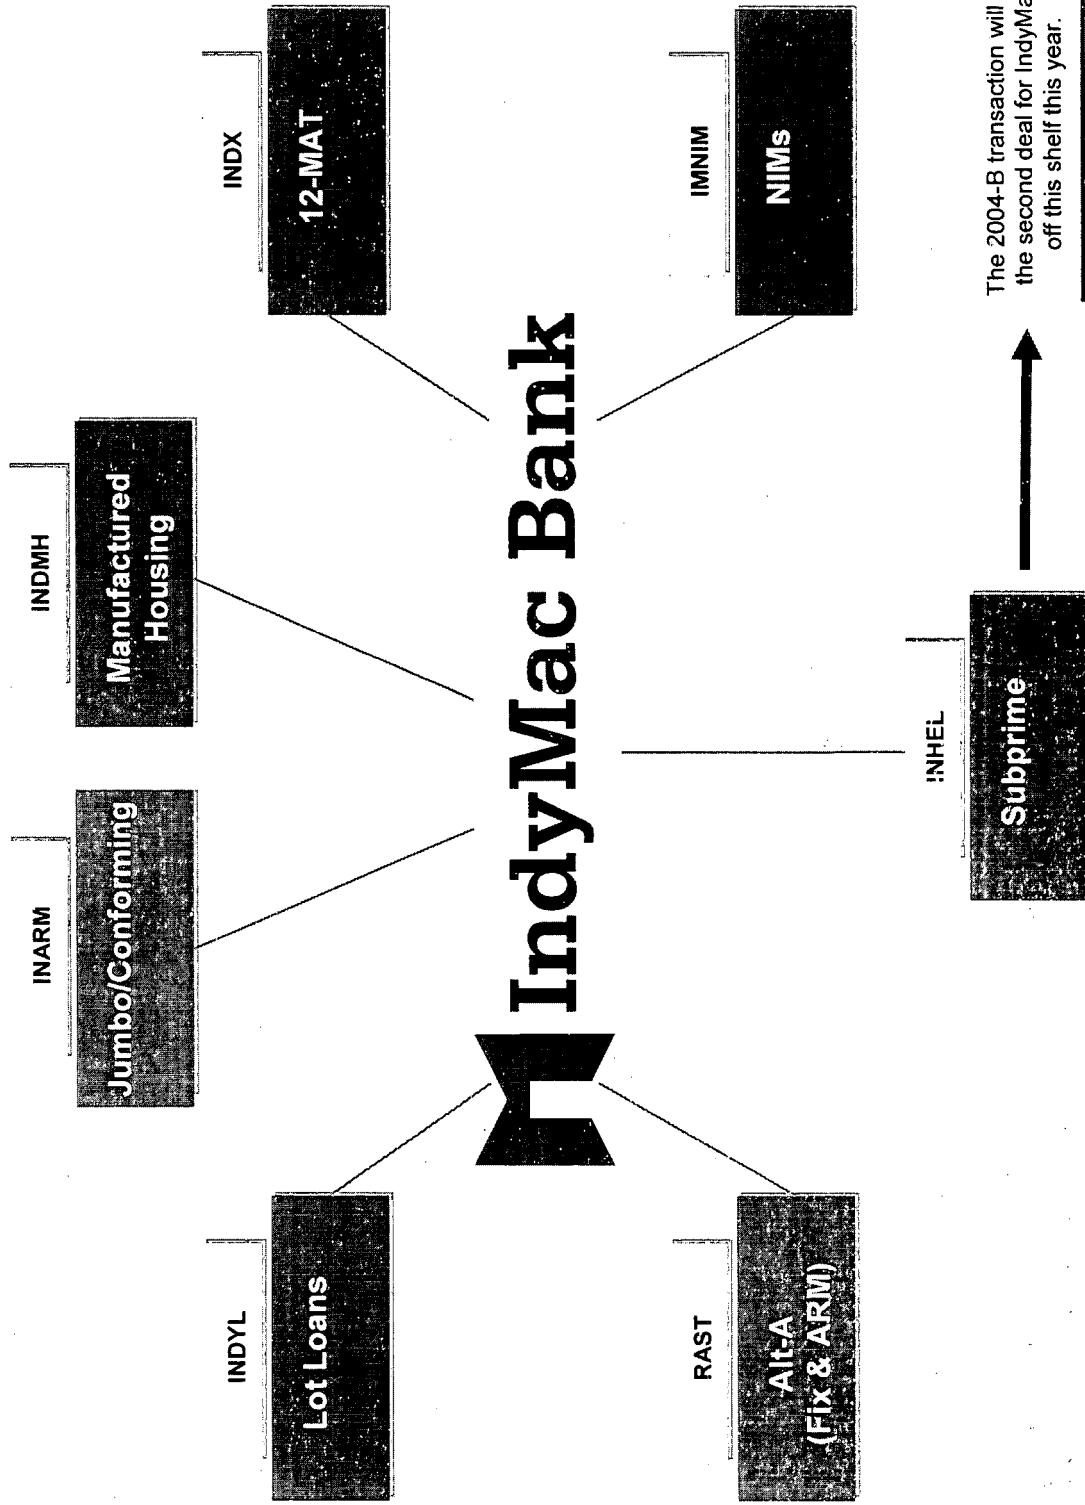 INARM
Jumbo/Conforming
INDMH
Manufactured
Housing
INDYL
Lot Loans
INDX
12-MAT
IndyMac Bank
RAST
Alt-A
(Fix & ARM)
IMNIM
NIMs
INHEL
Subprime
The 2004-B transaction will
the second deal for IndyMa
off this shelf this year.